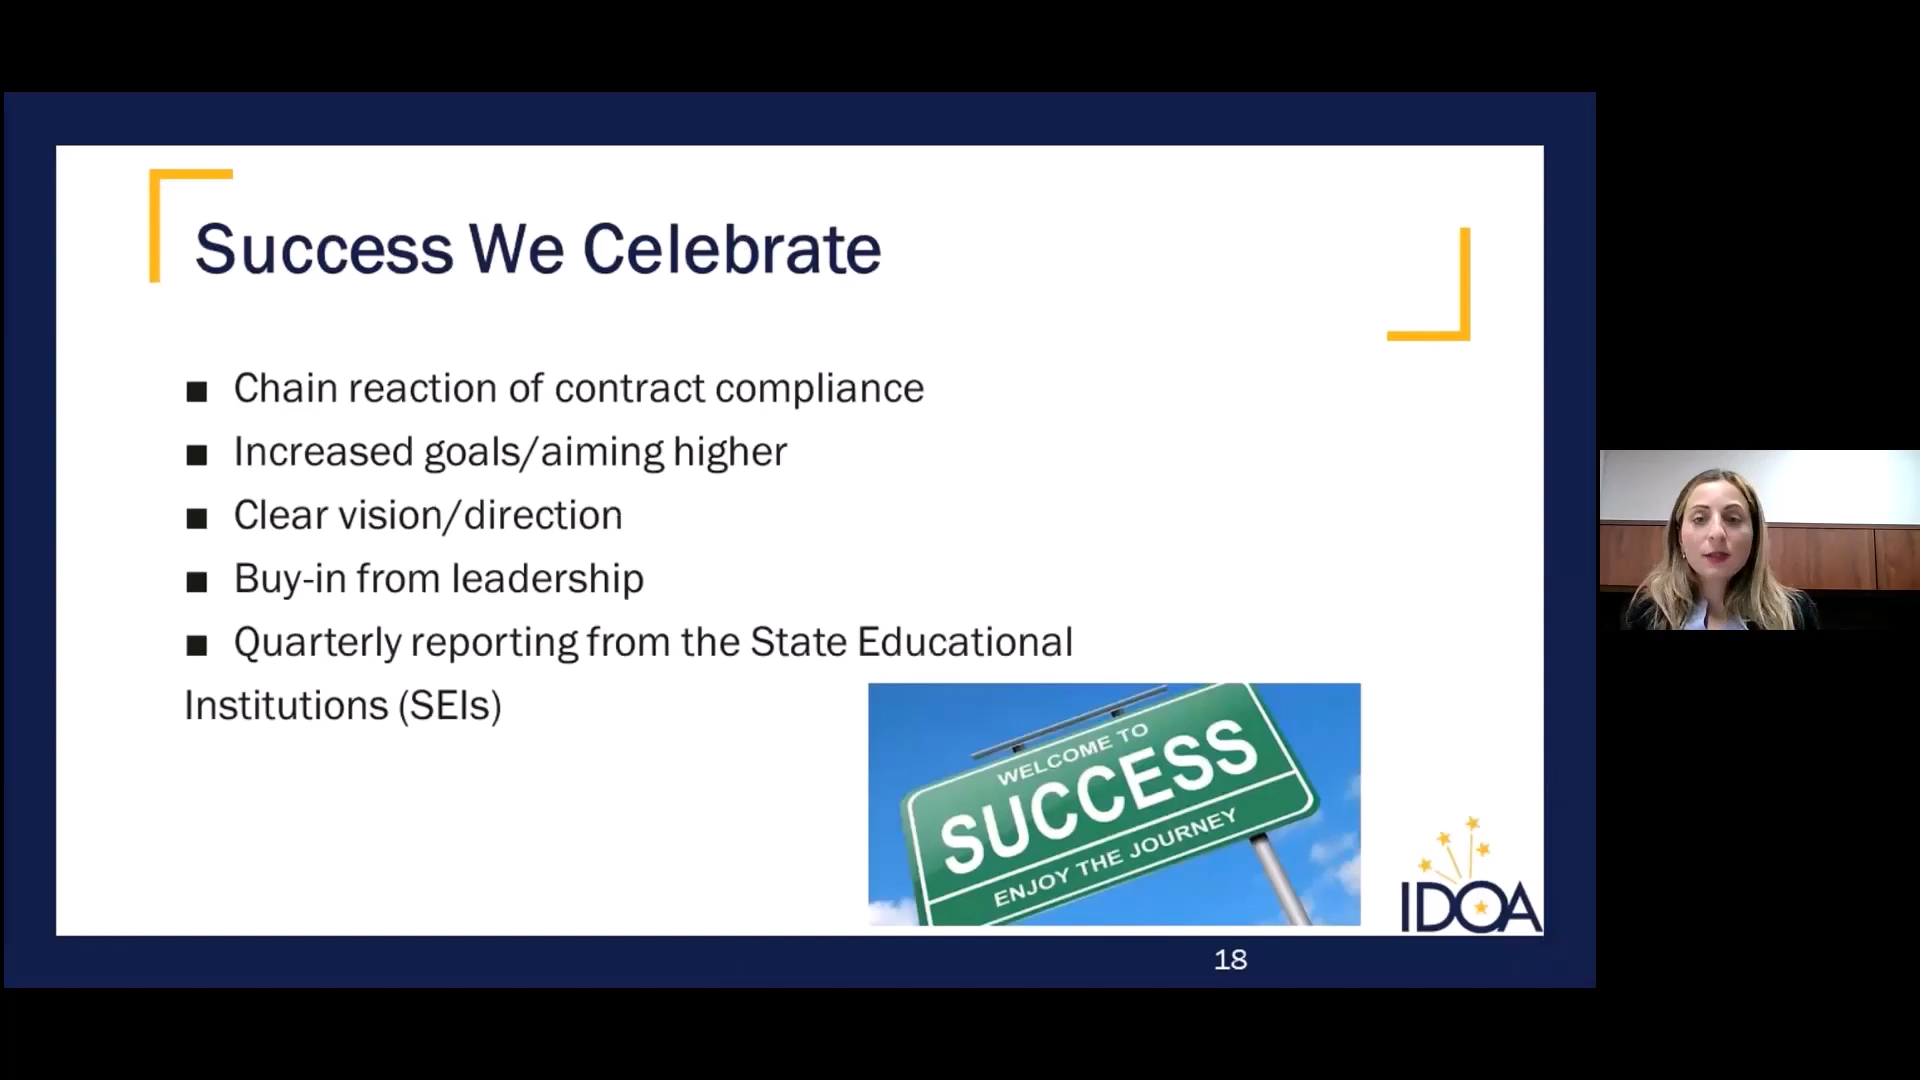 Success We Celebrate
■ Chain reaction of contract compliance
■ Increased goals/aiming higher
■ Clear vision/direction
■ Buy-in from leadership
■ Quarterly reporting from the State Educational
Institutions (SEIs)
WELCOME TO
SUCCESS
ENJOY THE JOURNEY
IDOA
18